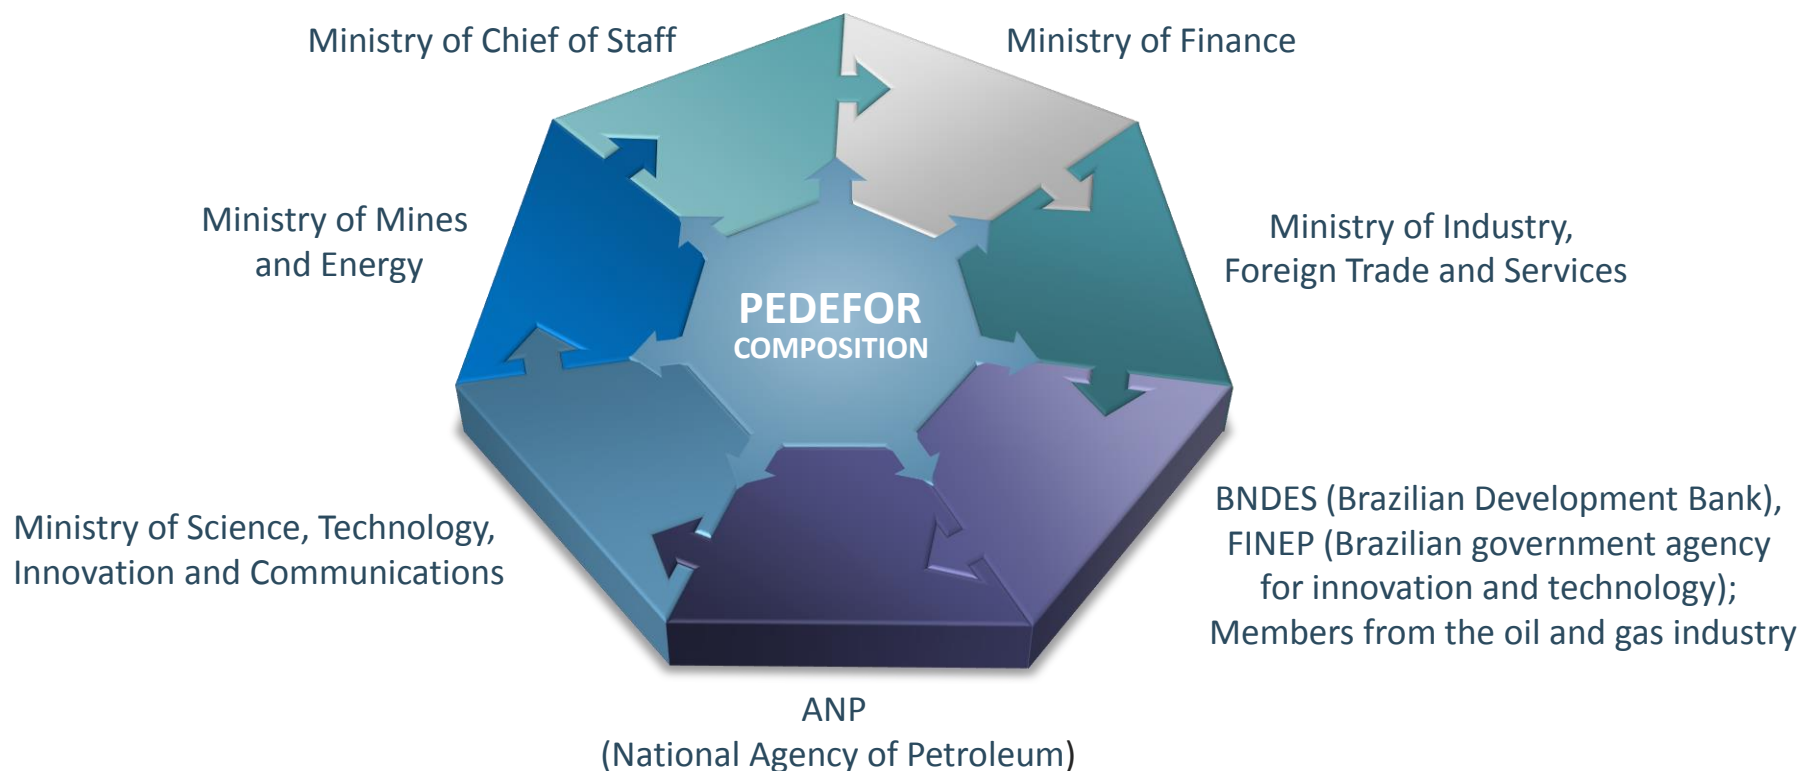 Ministry of Chief of Staff
Ministry of Finance
Ministry of Mines
and Energy
Ministry of Industry,
Foreign Trade and Services
PEDEFOR
COMPOSITION
Ministry of Science, Technology,
Innovation and Communications
BNDES (Brazilian Development Bank),
FINEP (Brazilian government agency
for innovation and technology);
Members from the oil and gas industry
ANP
(National Agency of Petroleum)